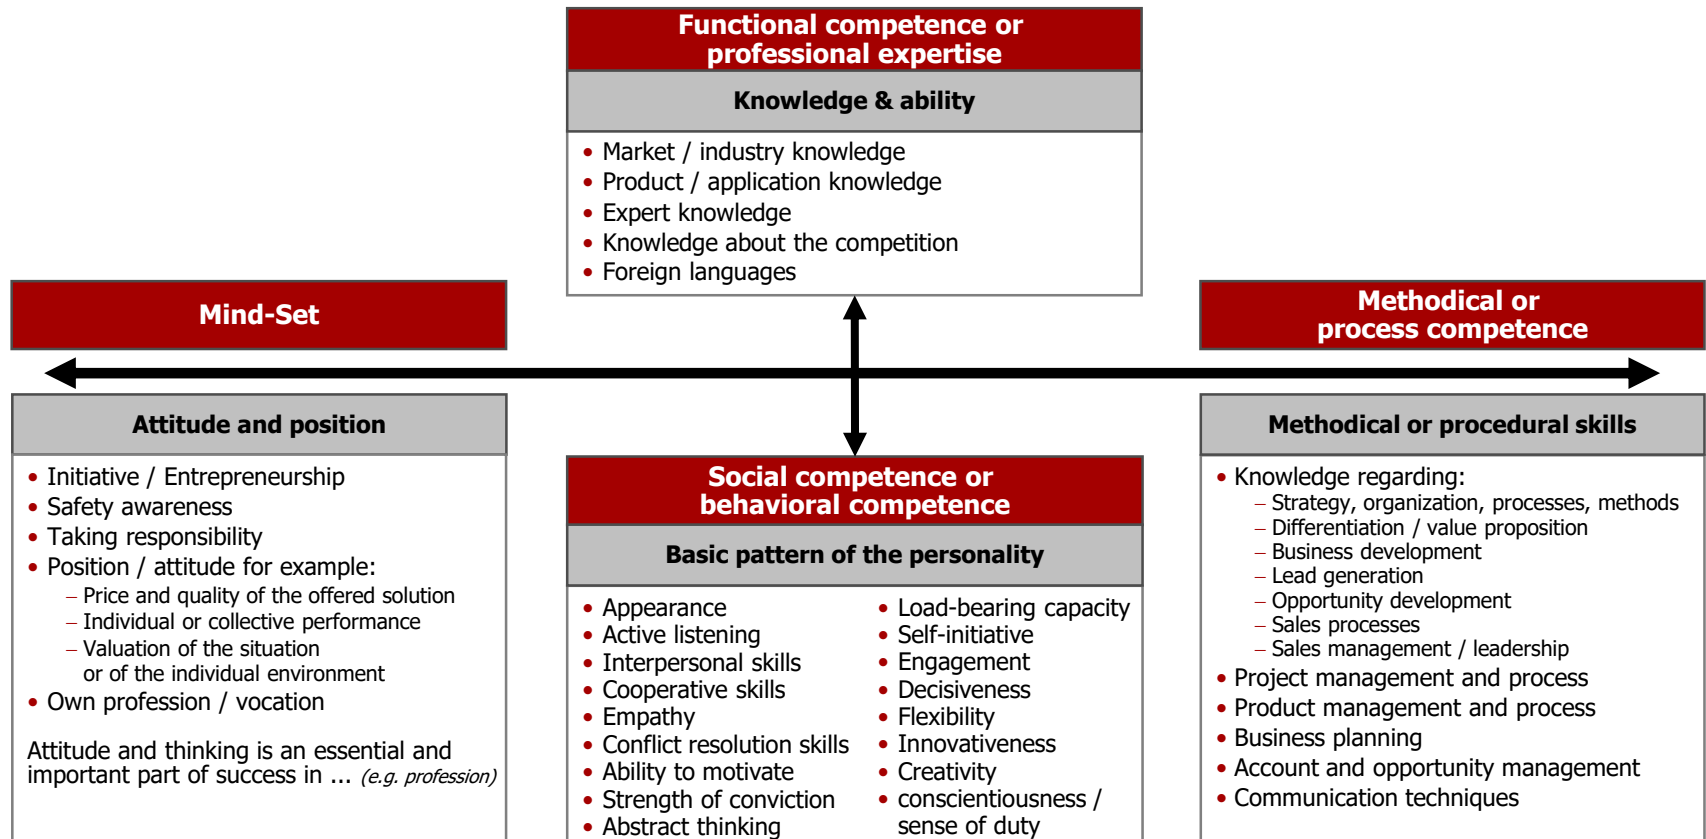 Functional competence or
professional expertise
Knowledge & ability
• Market / industry knowledge
• Product / application knowledge
• Expert knowledge
• Knowledge about the competition
• Foreign languages
Mind-Set
Attitude and position
• Initiative / Entrepreneurship
• Safety awareness
• Taking responsibility
• Position / attitude for example:
– Price and quality of the offered solution
– Individual or collective performance
– Valuation of the situation
or of the individual environment
• Own profession / vocation
Attitude and thinking is an essential and
important part of success in ... (e.g. profession)
Social competence or
behavioral competence
Basic pattern of the personality
• Appearance
• Active listening
• Interpersonal skills
• Cooperative skills
• Empathy
• Conflict resolution skills
• Ability to motivate
• Strength of conviction
• Abstract thinking
• Load-bearing capacity
• Self-initiative
• Engagement
• Decisiveness
• Flexibility
• Innovativeness
• Creativity
• conscientiousness /
sense of duty
Methodical or
process competence
Methodical or procedural skills
• Knowledge regarding:
– Strategy, organization, processes, methods
– Differentiation / value proposition
– Business development
– Lead generation
– Opportunity development
– Sales processes
– Sales management / leadership
• Project management and process
• Product management and process
• Business planning
• Account and opportunity management
• Communication techniques